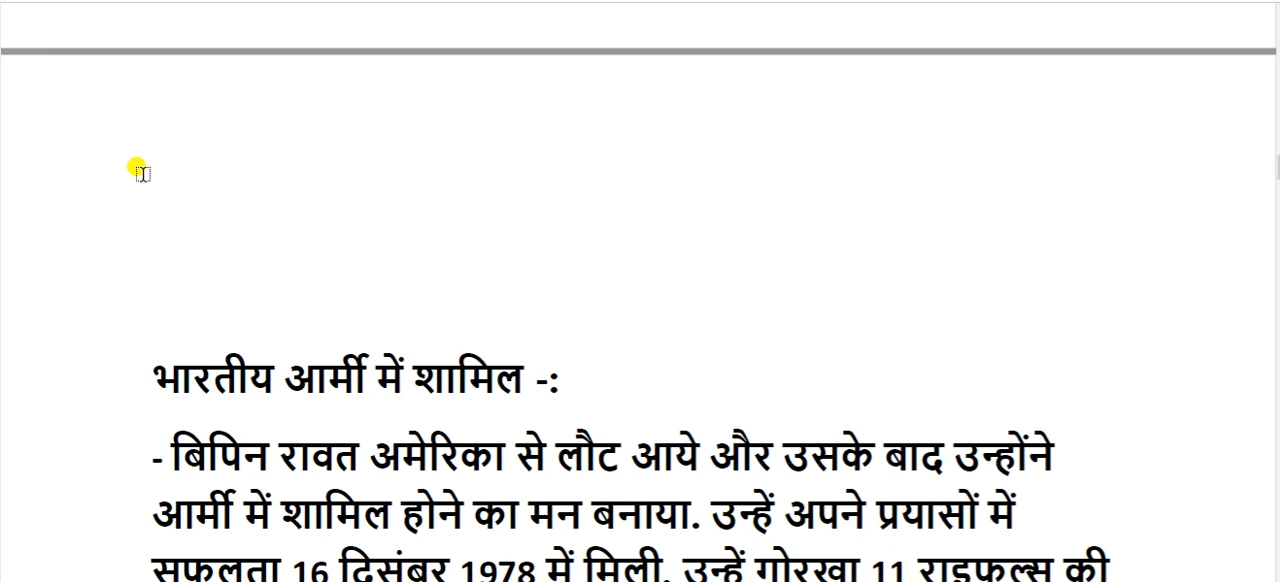 भारतीय आर्मी में शामिल -:
- बिपिन रावत अमेरिका से लौट आये और उसके बाद उन्होंने
आर्मी में शामिल होने का मन बनाया. उन्हें अपने प्रयासों में
सफलता 16 दिसंबर 1978 में मिली. उन्हें गोरखा 11 राइफल्स की